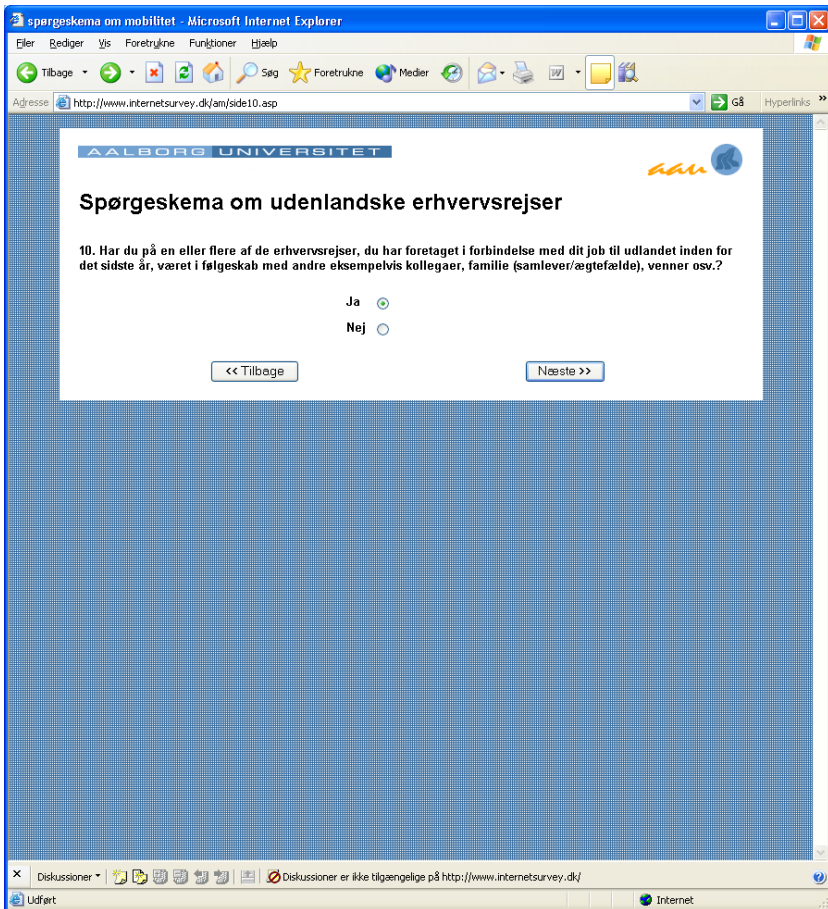 spørgeskema om mobilitet - Microsoft Internet Explorer
Filer Rediger Vis Foretrykne Funktioner Hjælp
Tilbage Søg Foretrukne Medier W
Adresse http://www.internetsurvey.dk/am/side10.asp Gå Hyperlinks »
AALBORG UNIVERSITET
aau
Spørgeskema om udenlandske erhvervsrejser
10. Har du på en eller flere af de erhvervsrejser, du har foretaget i forbindelse med dit job til udlandet inden for
det sidste år, været i følgeskab med andre eksempelvis kollegaer, familie (samlever/ægtefælde), venner osv.?
Ja
Nej
<< Tilbage Næste >>
Diskussioner Diskussioner er ikke tilgængelige på http://www.internetsurvey.dk/
Udført Internet